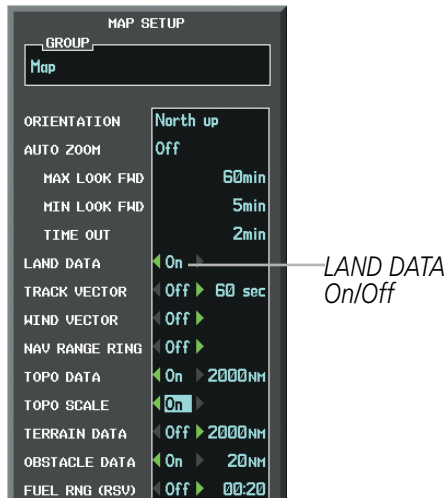 MAP SETUP
GROUP
Map
ORIENTATION North up
AUTO ZOOM Off
MAX LOOK FWD 60min
MIN LOOK FWD 5min
TIME OUT 2min
LAND DATA On
LAND DATA
On/Off
TRACK VECTOR Off 60 sec
WIND VECTOR Off
NAV RANGE RING Off
TOPO DATA On 2000NM
TOPO SCALE On
TERRAIN DATA Off 2000NM
OBSTACLE DATA On 20NM
FUEL RNG (RSV) Off 00:20